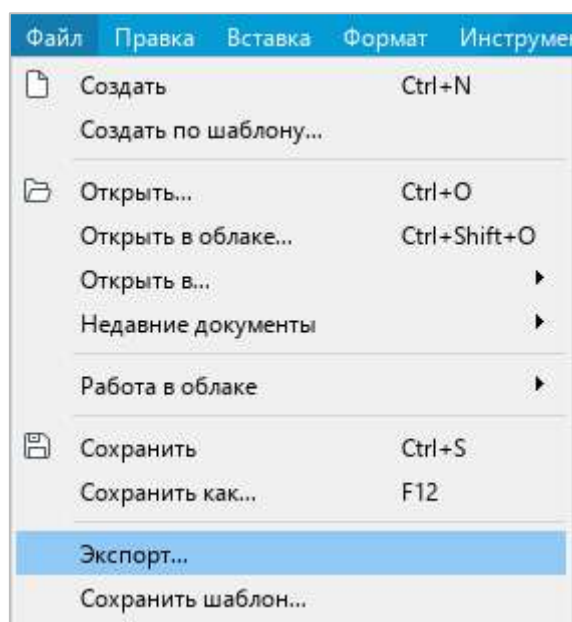 Файл Правка Вставка Формат Инструме
Создать Ctrl+N
Создать по шаблону...
Открыть... Ctrl+O
Открыть в облаке... Ctrl+Shift+O
Открыть в...
Недавние документы
Работа в облаке
Сохранить Ctrl+S
Сохранить как... F12
Экспорт...
Сохранить шаблон...